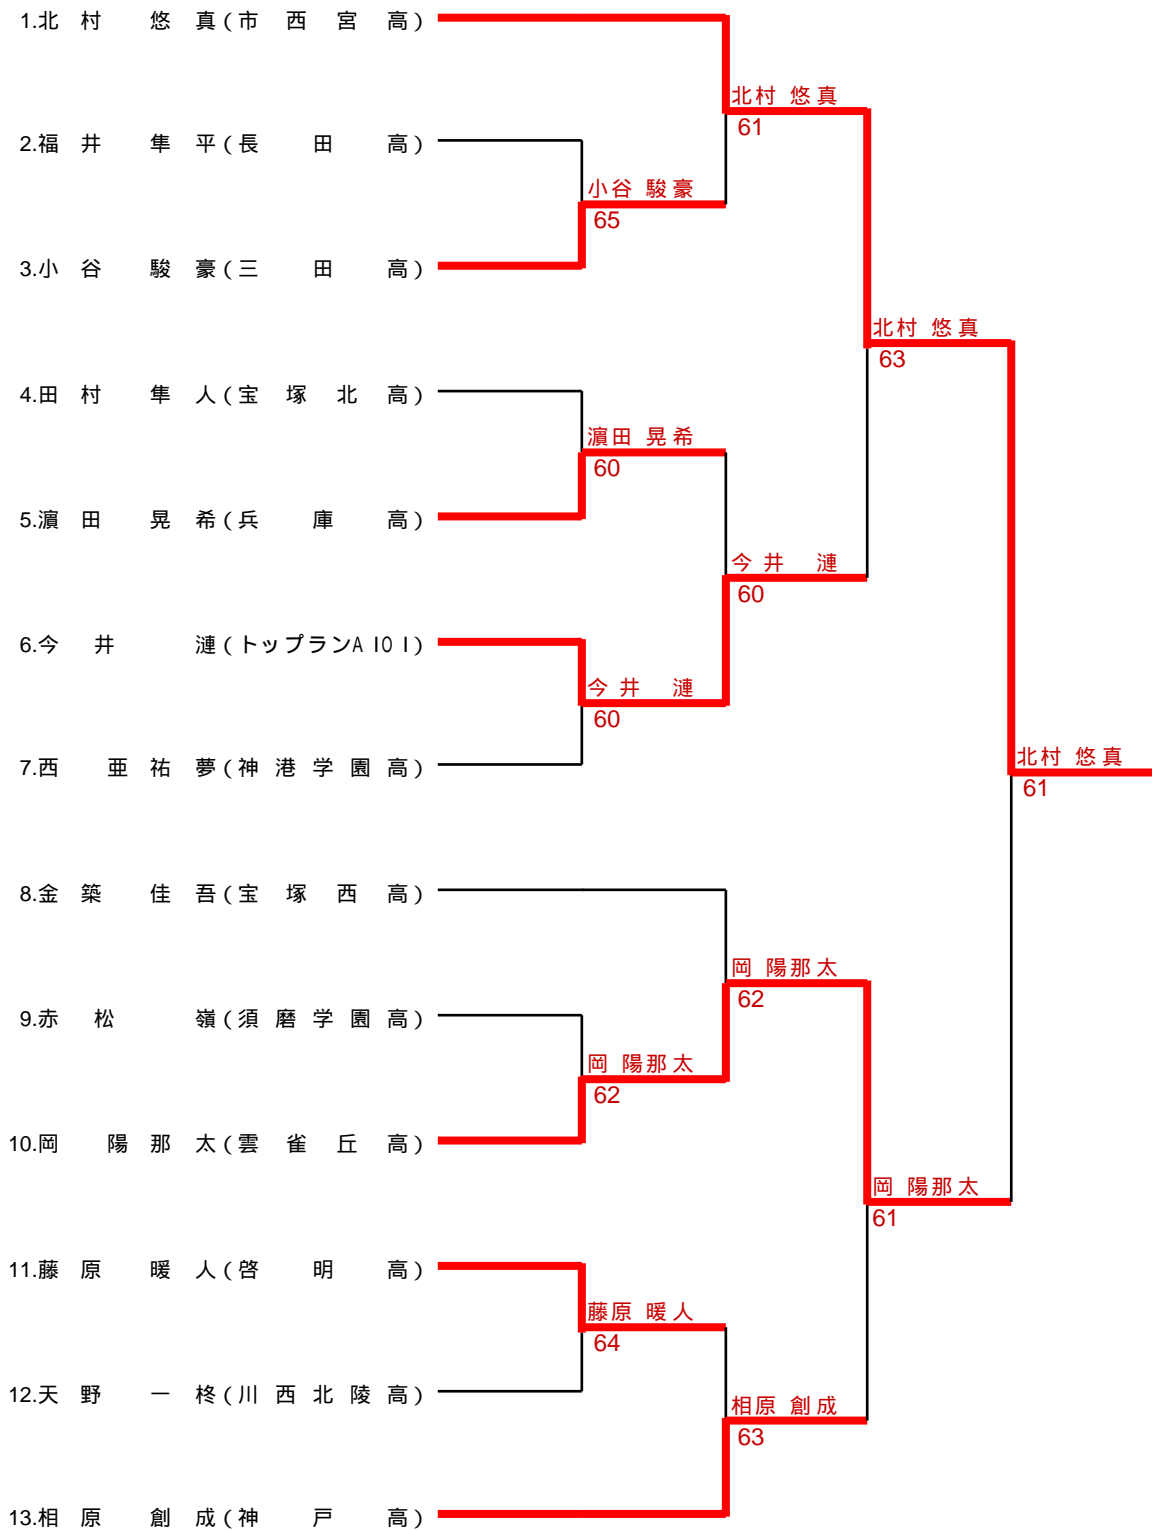 1.北村 悠真(市西宮高)
北村 悠真
61
2.福井 隼平(長田高)
小谷 駿豪
65
3.小谷 駿豪(三田高)
北村 悠真
63
4.田村 隼人(宝塚北高)
濵田 晃希
60
5.濵田 晃希(兵庫高)
今井 漣
60
6.今井 漣(トップランAIOI)
今井 漣
60
7.西 亜祐夢(神港学園高)
北村 悠真
61
8.金築 佳吾(宝塚西高)
岡 陽那太
62
9.赤松 嶺(須磨学園高)
岡 陽那太
62
10.岡 陽那太(雲雀丘高)
岡 陽那太
61
11.藤原 暖人(啓明高)
藤原 暖人
64
12.天野 一柊(川西北陵高)
相原 創成
63
13.相原 創成(神戸高)